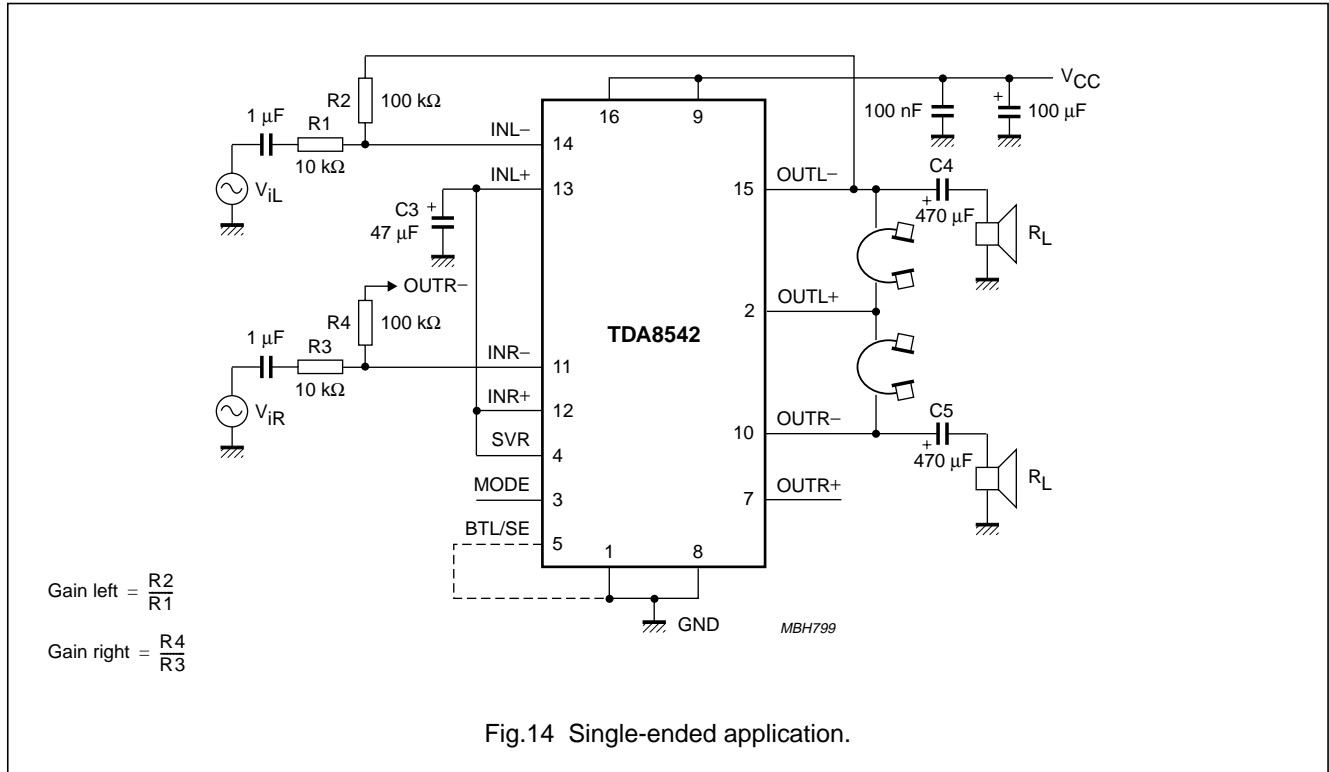 VCC
R2
100 kΩ
16
9
100 nF
+
100 μF
1 μF
R1
10 kΩ
INL−
14
ViL
INL+
13
C3
+
47 μF
15
OUTL−
C4
+
470 μF
RL
OUTR−
R4
100 kΩ
2
OUTL+
TDA8542
1 μF
R3
10 kΩ
INR−
11
ViR
INR+
12
SVR
4
10
OUTR−
C5
+
470 μF
RL
MODE
3
7
OUTR+
BTL/SE
5
1
8
GND
MBH799
Gain left = R2
R1
Gain right = R4
R3
Fig.14 Single-ended application.